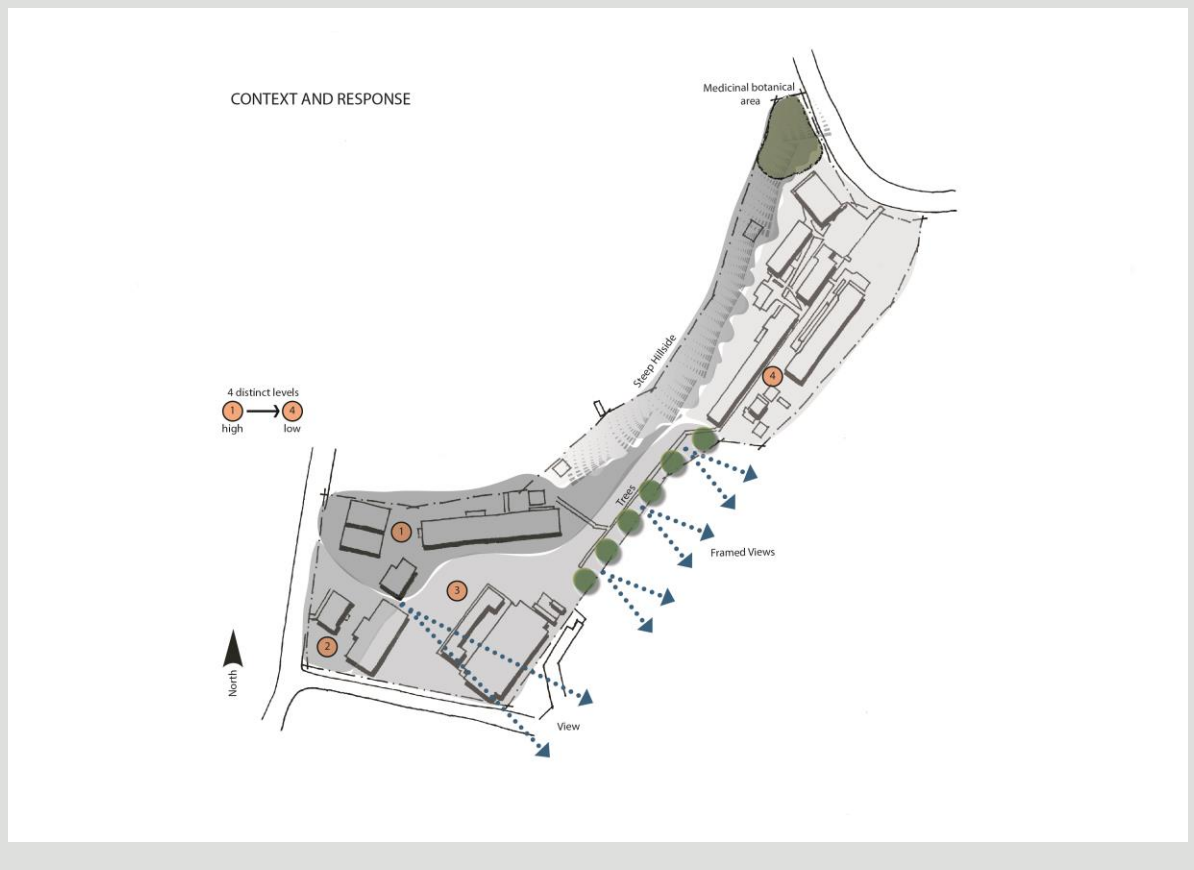 Medicinal botanical
area
CONTEXT AND RESPONSE
Steep Hillside
4
4 distinct levels
1
4
high
low
Trees
1
Framed Views
3
2
North
View